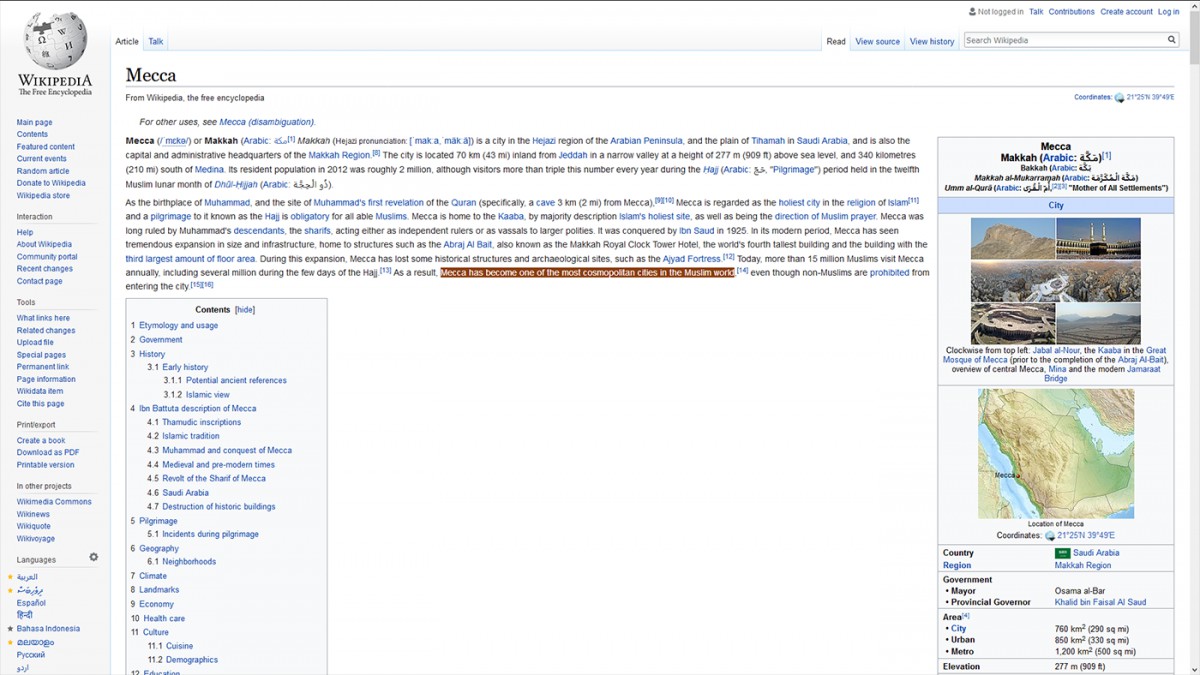 Not logged in Talk Contributions Create account Log in
Article Talk
Read View source View history Search Wikipedia
WIKIPEDIA
The Free Encyclopedia
Main page
Contents
Featured content
Current events
Random article
Donate to Wikipedia
Wikipedia store
Interaction
Help
About Wikipedia
Community portal
Recent changes
Contact page
Tools
What links here
Related changes
Upload file
Special pages
Permanent link
Page information
Wikidata item
Cite this page
Print/export
Create a book
Download as PDF
Printable version
In other projects
Wikimedia Commons
Wikinews
Wikiquote
Wikivoyage
Languages
العربية
Español
हिन्दी
Bahasa Indonesia
മലയാളം
Русский
اردو
Mecca
From Wikipedia, the free encyclopedia
Coordinates: 21°25′N 39°49′E
For other uses, see Mecca (disambiguation).
Mecca (/ˈmɛkə/) or Makkah (Arabic: مكة[1] Makkah (Hejazi pronunciation: is a city in the Hejazi region of the Arabian Peninsula, and the plain of Tihamah in Saudi Arabia, and is also the
capital and administrative headquarters of the Makkah Region.[8] The city is located 70 km (43 mi) inland from Jeddah in a narrow valley at a height of 277 m (909 ft) above sea level, and 340 kilometres
(210 mi) south of Medina. Its resident population in 2012 was roughly 2 million, although visitors more than triple this number every year during the Hajj (Arabic: حَجّ, "Pilgrimage") period held in the twelfth
Muslim lunar month of Dhūl-Hijjah (Arabic: ذُو الْحِجَّة).
As the birthplace of Muhammad, and the site of Muhammad's first revelation of the Quran (specifically, a cave 3 km (2 mi) from Mecca),[9][10] Mecca is regarded as the holiest city in the religion of Islam[11]
and a pilgrimage to it known as the Hajj is obligatory for all able Muslims. Mecca is home to the Kaaba, by majority description Islam's holiest site, as well as being the direction of Muslim prayer. Mecca was
long ruled by Muhammad's descendants, the sharifs, acting either as independent rulers or as vassals to larger polities. It was conquered by Ibn Saud in 1925. In its modern period, Mecca has seen
tremendous expansion in size and infrastructure, home to structures such as the Abraj Al Bait, also known as the Makkah Royal Clock Tower Hotel, the world's fourth tallest building and the building with the
third largest amount of floor area. During this expansion, Mecca has lost some historical structures and archaeological sites, such as the Ajyad Fortress.[12] Today, more than 15 million Muslims visit Mecca
annually, including several million during the few days of the Hajj.[13] As a result, Mecca has become one of the most cosmopolitan cities in the Muslim world,[14] even though non-Muslims are prohibited from
entering the city.[15][16]
Contents [hide]
1 Etymology and usage
2 Government
3 History
3.1 Early history
3.1.1 Potential ancient references
3.1.2 Islamic view
4 Ibn Battuta description of Mecca
4.1 Thamudic inscriptions
4.2 Islamic tradition
4.3 Muhammad and conquest of Mecca
4.4 Medieval and pre-modern times
4.5 Revolt of the Sharif of Mecca
4.6 Saudi Arabia
4.7 Destruction of historic buildings
5 Pilgrimage
5.1 Incidents during pilgrimage
6 Geography
6.1 Neighborhoods
7 Climate
8 Landmarks
9 Economy
10 Health care
11 Culture
11.1 Cuisine
11.2 Demographics
12 Education
Mecca
Makkah (Arabic: مَكَّة)[1]
Bakkah (Arabic: بَكَّة
Makkah al-Mukarramah (Arabic: مَكَّة الْمُكَرَّمَة
Umm al-Qurā (Arabic: أُمّ الْقُرَى,[2][3] "Mother of All Settlements")
City
Clockwise from top left: Jabal al-Nour, the Kaaba in the Great
Mosque of Mecca (prior to the completion of the Abraj Al-Bait),
overview of central Mecca, Mina and the modern Jamaraat
Bridge
Mecca
Location of Mecca
Coordinates: 21°25′N 39°49′E
Country Saudi Arabia
Region Makkah Region
Government
• Mayor Osama al-Bar
• Provincial Governor Khalid bin Faisal Al Saud
Area[4]
• City 760 km2 (290 sq mi)
• Urban 850 km2 (330 sq mi)
• Metro 1,200 km2 (500 sq mi)
Elevation 277 m (909 ft)